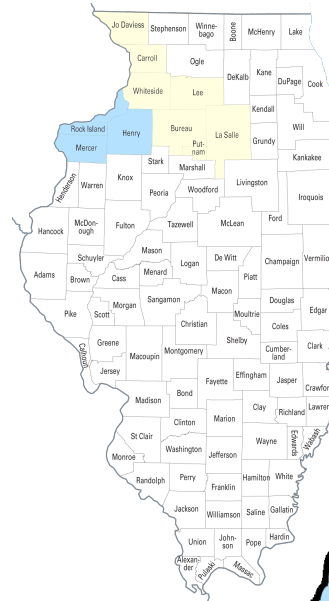 Jo Daviess
Stephenson
Winne-
bago
Boone
McHenry
Lake
Carroll
Ogle
DeKalb
Kane
DuPage
Cook
Whiteside
Lee
Kendall
Will
Rock Island
Henry
Bureau
La Salle
Grundy
Mercer
Put-
nam
Kankakee
Stark
Marshall
Henderson
Warren
Knox
Peoria
Woodford
Livingston
Iroquois
Hancock
McDon-
ough
Fulton
Tazewell
McLean
Ford
Schuyler
Mason
Logan
De Witt
Champaign
Vermilio
Adams
Brown
Cass
Menard
Piatt
Macon
Pike
Scott
Morgan
Sangamon
Christian
Moultrie
Douglas
Edgar
Coles
Calhoun
Greene
Macoupin
Montgomery
Shelby
Cumber-
land
Clark
Jersey
Fayette
Effingham
Jasper
Crawfor
Madison
Bond
Clay
Richland
Lawren
Clinton
Marion
St Clair
Wayne
Edwards
Wabash
Washington
Jefferson
Monroe
Randolph
Perry
Hamilton
White
Franklin
Jackson
Williamson
Saline
Gallatin
Union
John-
son
Pope
Hardin
Alexan-
der
Pulaski
Massac